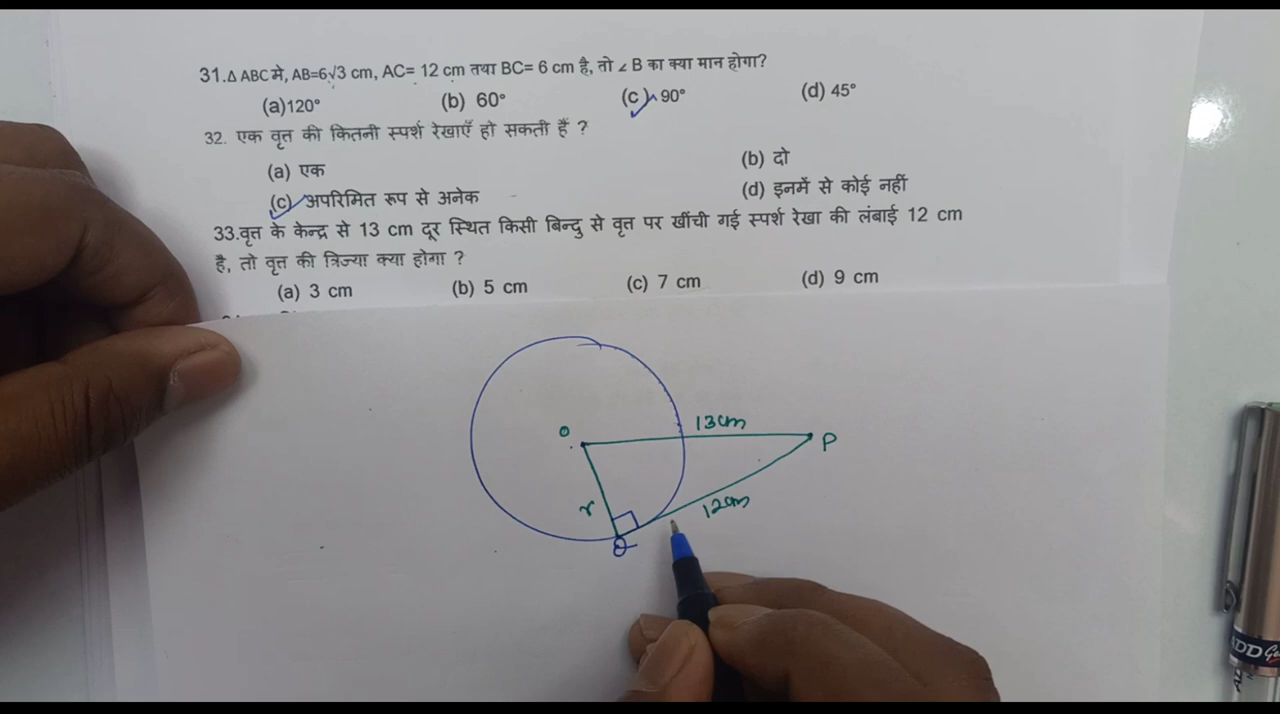 31.Δ ABC मे, AB=6√3 cm, AC= 12 cm तथा BC= 6 cm है, तो ∠ B का क्या मान होगा?
(a)120° (b) 60° (c) 90° (d) 45°
32. एक वृत्त की कितनी स्पर्श रेखाएँ हो सकती हैं ?
(a) एक (b) दो
(c) अपरिमित रूप से अनेक (d) इनमें से कोई नहीं
33.वृत्त के केन्द्र से 13 cm दूर स्थित किसी बिन्दु से वृत्त पर खींची गई स्पर्श रेखा की लंबाई 12 cm
है, तो वृत्त की त्रिज्या क्या होगा ?
(a) 3 cm (b) 5 cm (c) 7 cm (d) 9 cm
13cm
O P
r 12cm
Q
ADD Gel